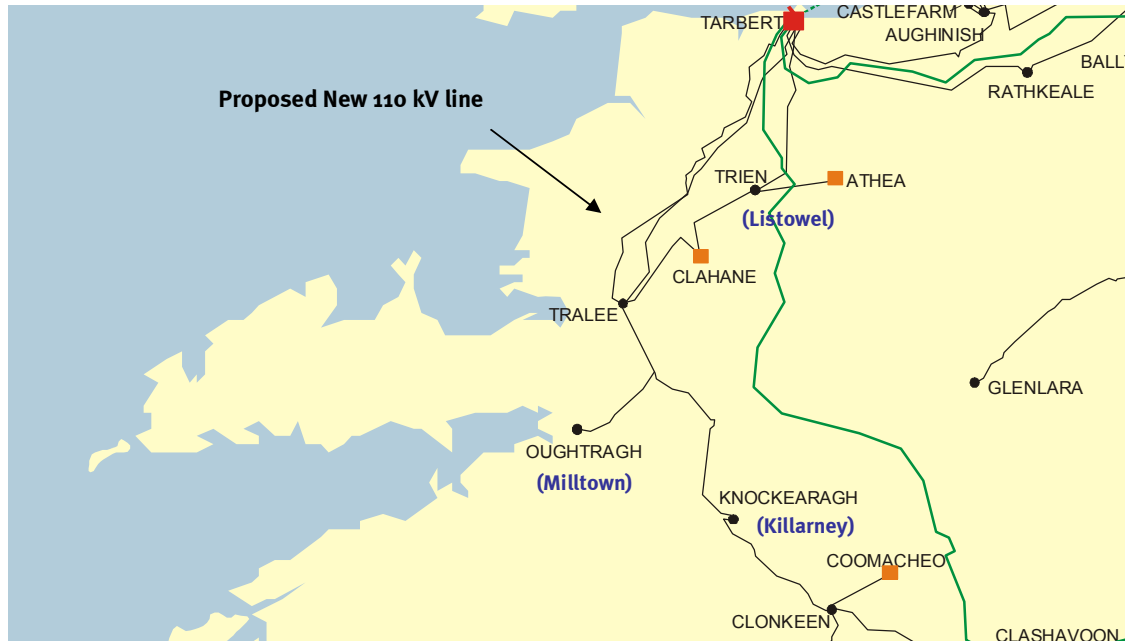 TARBERT
CASTLEFARM
AUGHINISH
BALL
RATHKEALE
Proposed New 110 kV line
TRIEN
ATHEA
(Listowel)
CLAHANE
TRALEE
GLENLARA
OUGHTRAGH
(Milltown)
KNOCKEARAGH
(Killarney)
COOMACHEO
CLONKEEN
CLASHAVOON